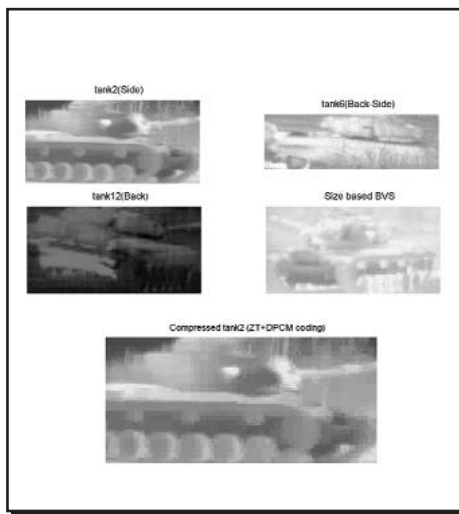 tank2(Side)
tank6(Back-Side)
tank12(Back)
Size based BVS
Compressed tank2 (ZT+DPCM coding)